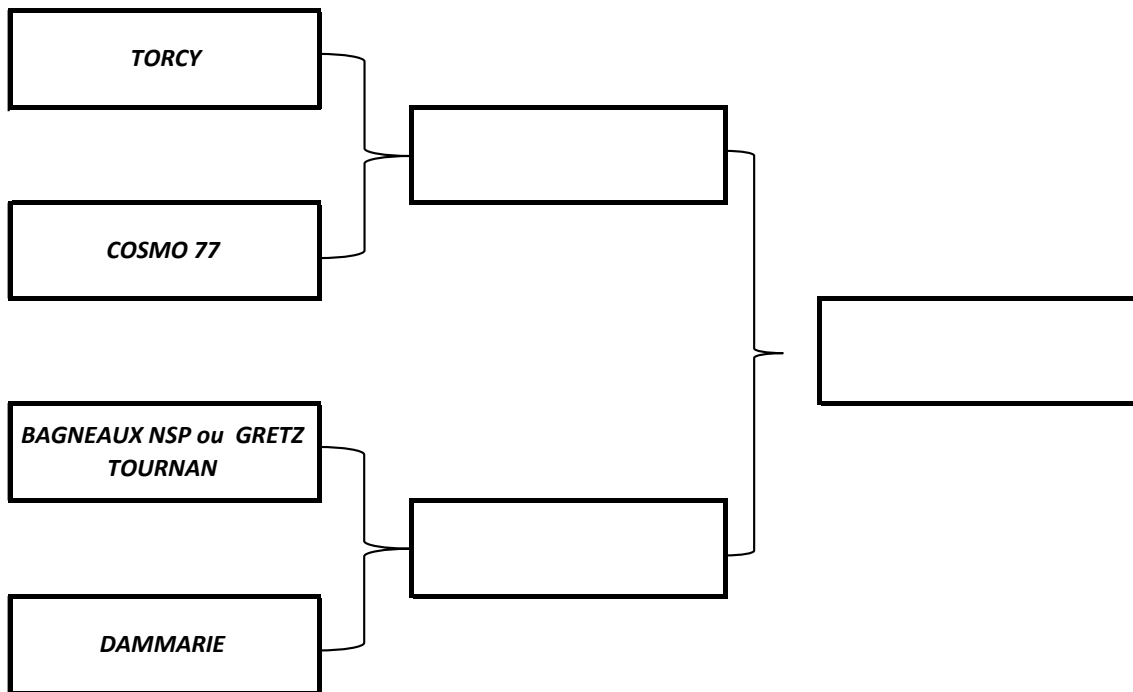 TORCY
COSMO 77
BAGNEAUX NSP ou GRETZ
TOURNAN
DAMMARIE